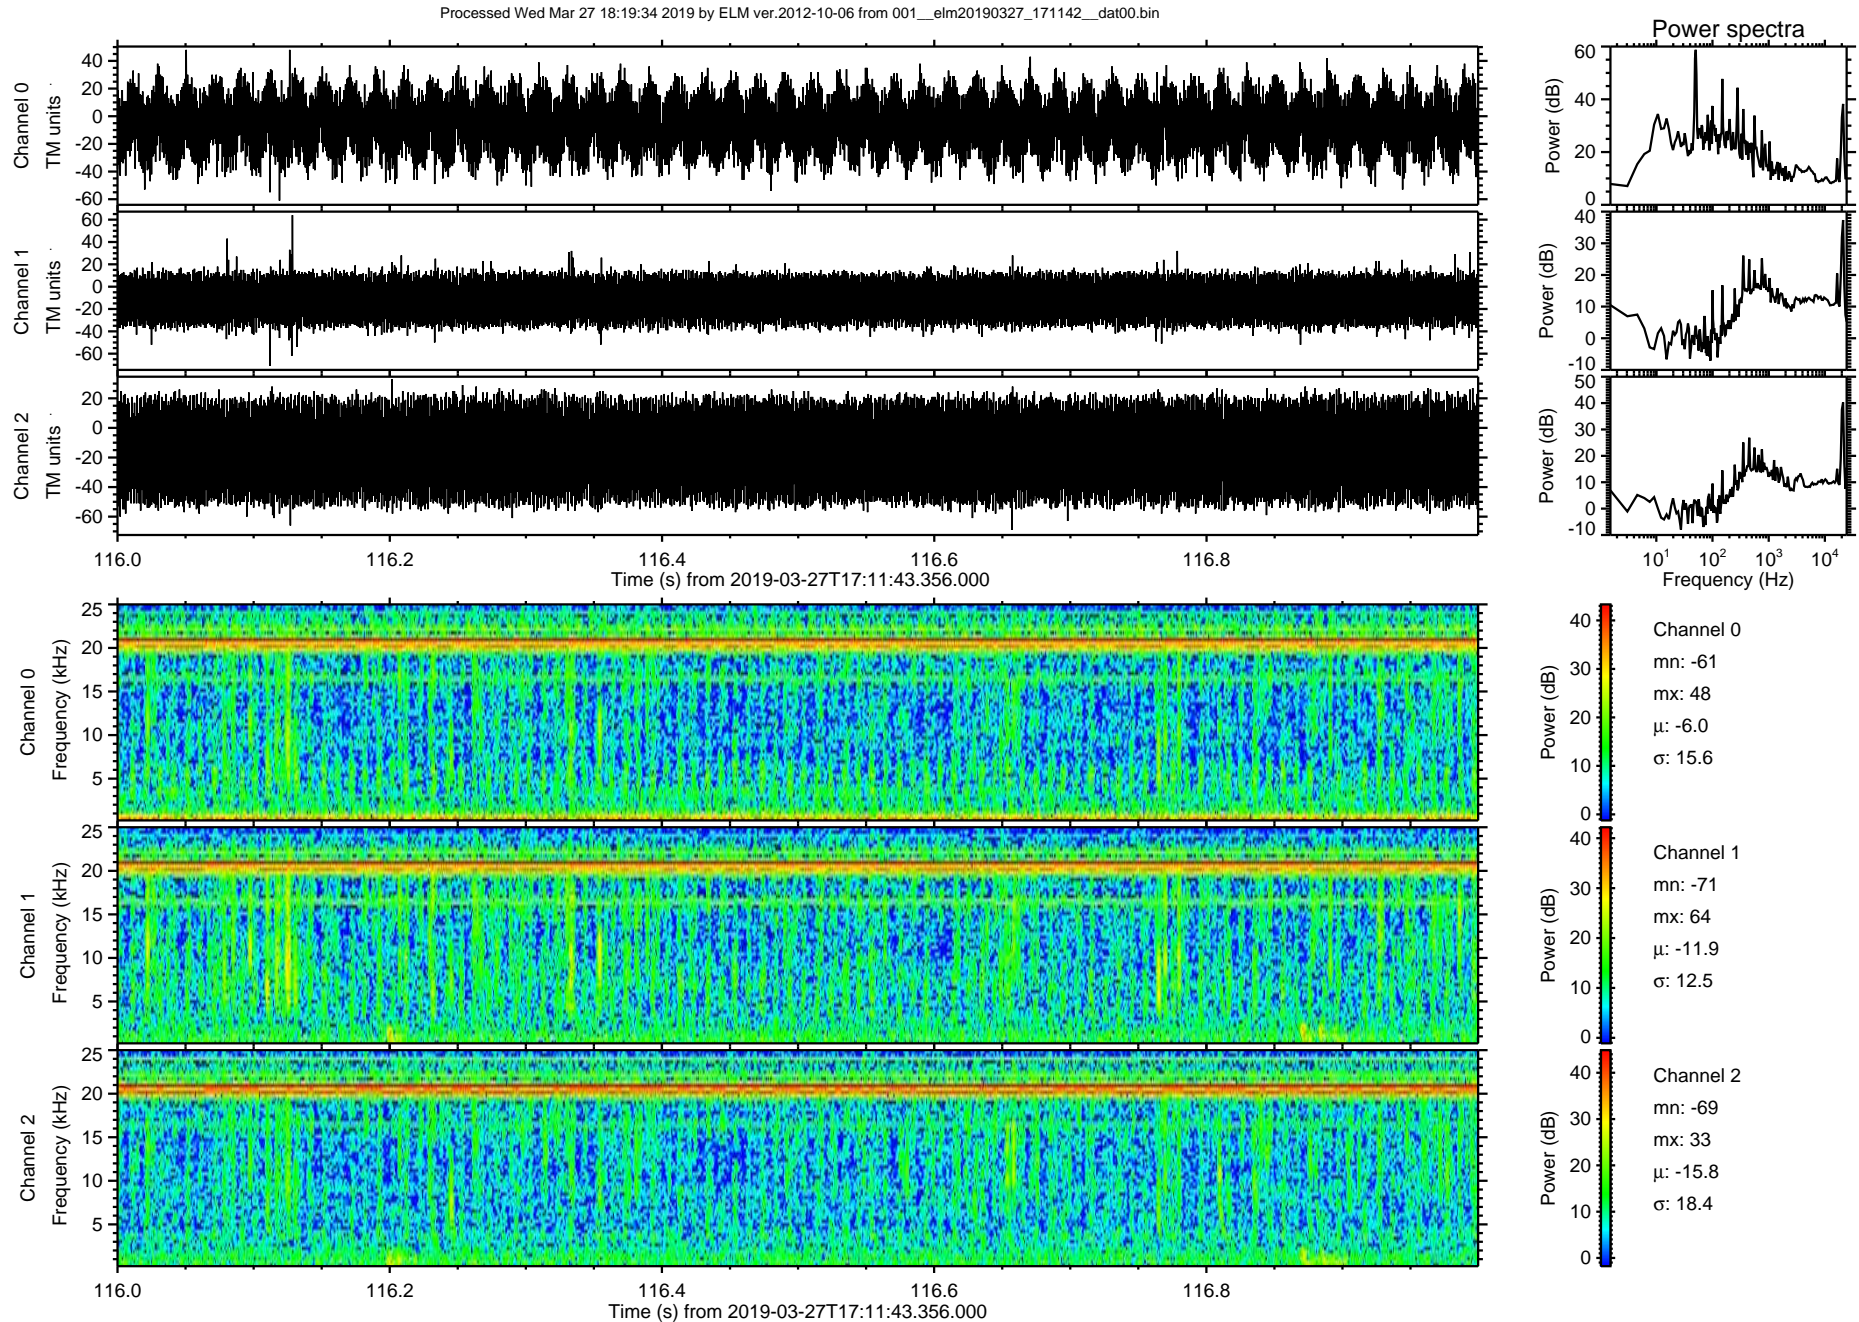 Processed Wed Mar 27 18:19:34 2019 by ELM ver.2012-10-06 from 001__elm20190327_171142__dat00.bin
Power spectra
Channel 0
TM units
40
20
0
-20
-40
-60
Power (dB)
60
40
20
0
Channel 1
TM units
60
40
20
0
-20
-40
-60
Power (dB)
40
30
20
10
0
-10
Channel 2
TM units
20
0
-20
-40
-60
Power (dB)
50
40
30
20
10
0
-10
116.0 116.2 116.4 116.6 116.8
Time (s) from 2019-03-27T17:11:43.356.000
10¹ 10² 10³ 10⁴
Frequency (Hz)
Channel 0
Frequency (kHz)
25
20
15
10
5
Power (dB)
40
30
20
10
0
Channel 0
mn: -61
mx: 48
µ: -6.0
σ: 15.6
Channel 1
Frequency (kHz)
25
20
15
10
5
Power (dB)
40
30
20
10
0
Channel 1
mn: -71
mx: 64
µ: -11.9
σ: 12.5
Channel 2
Frequency (kHz)
25
20
15
10
5
Power (dB)
40
30
20
10
0
Channel 2
mn: -69
mx: 33
µ: -15.8
σ: 18.4
116.0 116.2 116.4 116.6 116.8
Time (s) from 2019-03-27T17:11:43.356.000